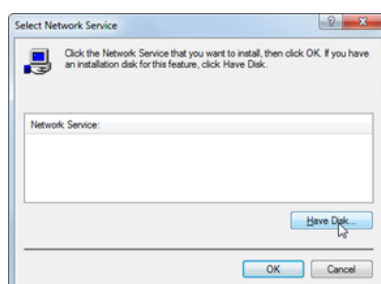 Select Network Service
Click the Network Service that you want to install, then click OK. If you have
an installation disk for this feature, click Have Disk.
Network Service:
Have Disk...
OK Cancel